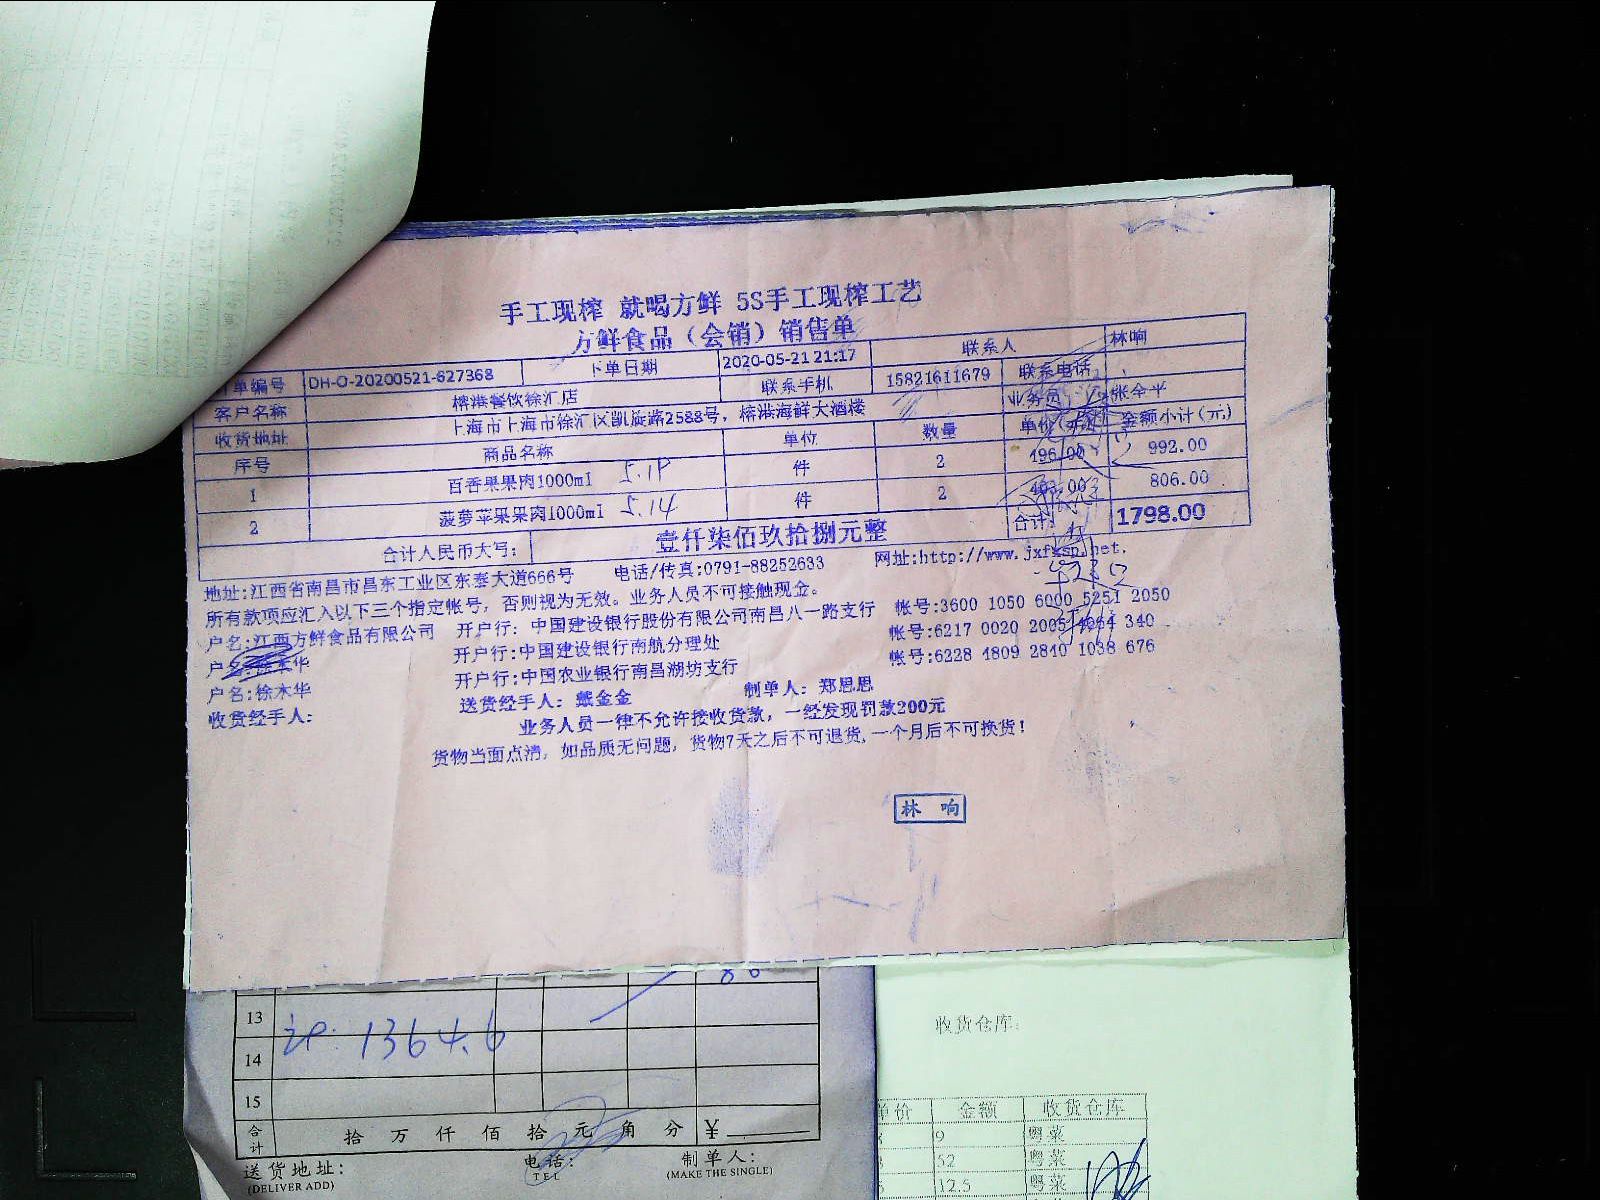 手工现榨 就喝方鲜 5S手工现榨工艺
方鲜食品（会销）销售单
单编号 DH-O-20200521-627368 下单日期 2020-05-21 21:17 联系人 林响
客户名称 榕港餐饮徐汇店 联系手机 15821611679 联系电话
收货地址 上海市上海市徐汇区凯旋路2588号，榕港海鲜大酒楼 业务员 张全平
序号 商品名称 单位 数量 单价(元) 金额小计(元)
1 百香果果肉1000ml 5.19 件 2 496.00 992.00
2 菠萝苹果果肉1000ml 5.14 件 2 403.00 806.00
合计人民币大写： 壹仟柒佰玖拾捌元整 合计： 1798.00
地址:江西省南昌市昌东工业区东泰大道666号 电话/传真:0791-88252633 网址:http://www.jxfxsp.net.
所有款项应汇入以下三个指定帐号，否则视为无效。业务人员不可接触现金。
户名:江西方鲜食品有限公司 开户行: 中国建设银行股份有限公司南昌八一路支行 帐号:3600 1050 6000 5251 2050
户名:徐木华 开户行:中国建设银行南航分理处 帐号:6217 0020 2005 4964 340
户名:徐木华 开户行:中国农业银行南昌湖坊支行 帐号:6228 4809 2840 1038 676
收货经手人: 送货经手人: 戴金金 制单人: 郑思思
业务人员一律不允许接收货款，一经发现罚款200元
货物当面点清，如品质无问题，货物7天之后不可退货,一个月后不可换货！
林 响
13
14 1364.6
15
合计 拾 万 仟 佰 拾 元 角 分 ¥
送货地址: 电话: 制单人:
(DELIVER ADD) TEL (MAKE THE SINGLE)
收货仓库:
单价 金额 收货仓库
9 粤菜
52 粤菜
12.5 粤菜